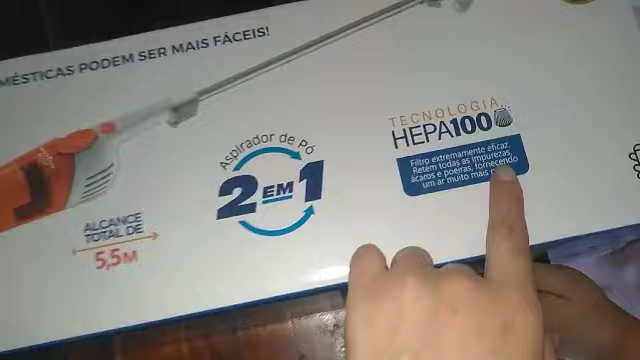 MÉSTICAS PODEM SER MAIS FÁCEIS!
TECNOLOGIA
HEPA100
Filtro extremamente eficaz.
Retém todas as impurezas,
ácaros e poeiras, fornecendo
um ar muito mais
Aspirador de Pó
2 EM 1
ALCANCE
TOTAL DE
5,5M